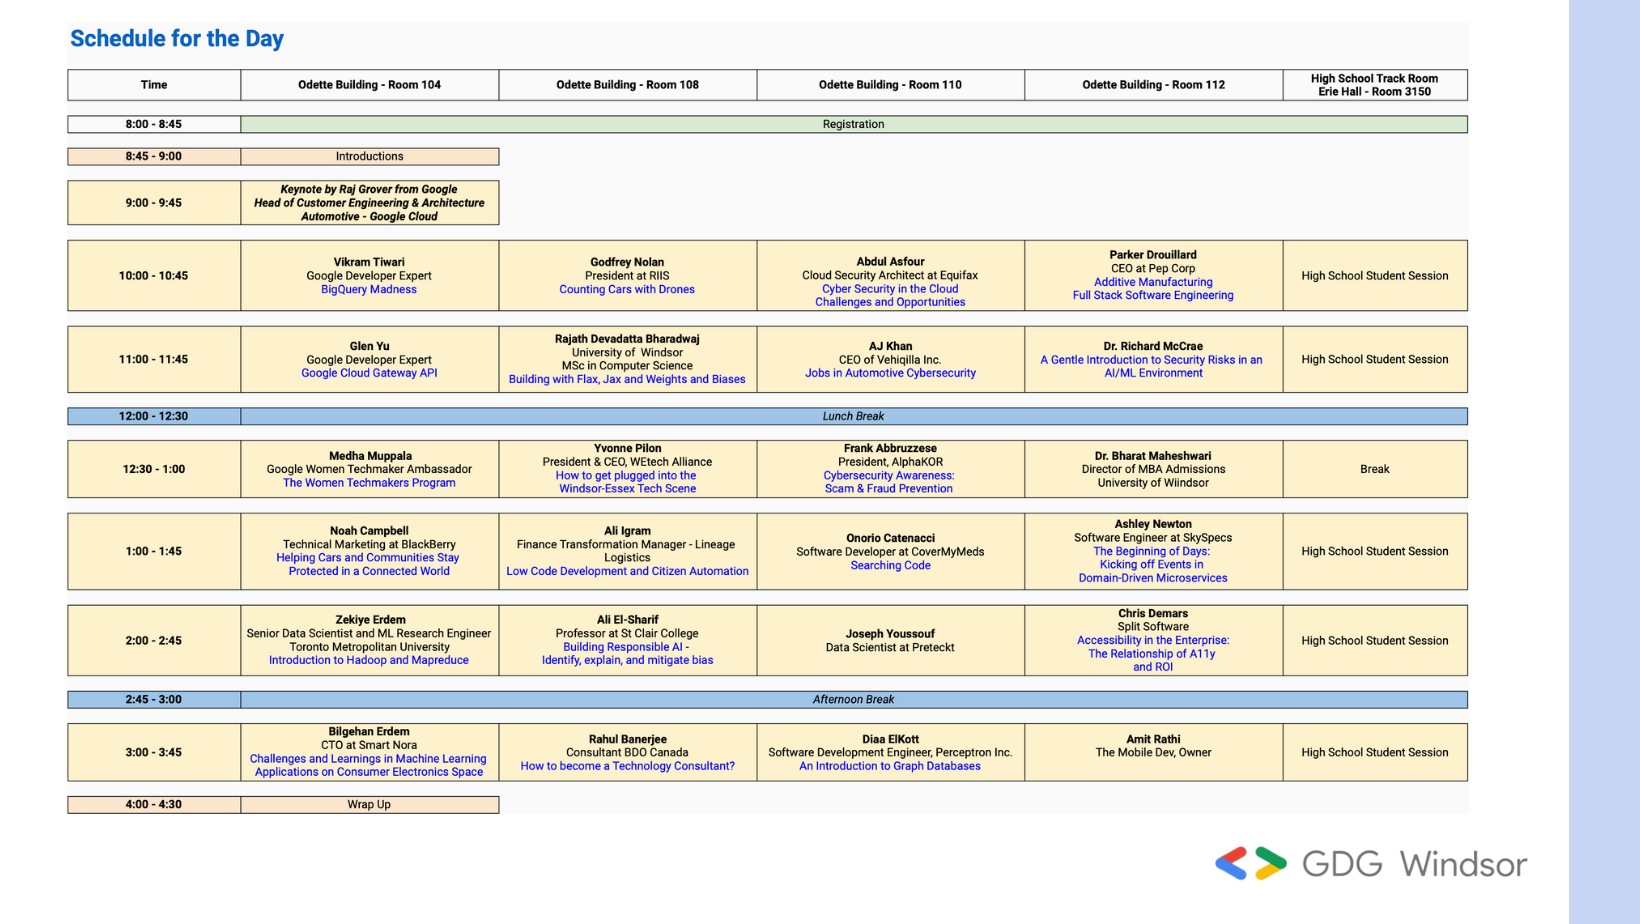 Schedule for the Day
Time
Odette Building - Room 104
Odette Building - Room 108
Odette Building - Room 110
Odette Building - Room 112
High School Track Room
Erie Hall - Room 3150
8:00 - 8:45
Registration
8:45 - 9:00
Introductions
9:00 - 9:45
Keynote by Raj Grover from Google
Head of Customer Engineering & Architecture
Automotive - Google Cloud
10:00 - 10:45
Vikram Tiwari
Google Developer Expert
BigQuery Madness
Godfrey Nolan
President at RIIS
Counting Cars with Drones
Abdul Asfour
Cloud Security Architect at Equifax
Cyber Security in the Cloud
Challenges and Opportunities
Parker Drouillard
CEO at Pep Corp
Additive Manufacturing
Full Stack Software Engineering
High School Student Session
11:00 - 11:45
Glen Yu
Google Developer Expert
Google Cloud Gateway API
Rajath Devadatta Bharadwaj
University of Windsor
MSc in Computer Science
Building with Flax, Jax and Weights and Biases
AJ Khan
CEO of Vehiqilla Inc.
Jobs in Automotive Cybersecurity
Dr. Richard McCrae
A Gentle Introduction to Security Risks in an
AI/ML Environment
High School Student Session
12:00 - 12:30
Lunch Break
12:30 - 1:00
Medha Muppala
Google Women Techmaker Ambassador
The Women Techmakers Program
Yvonne Pilon
President & CEO, WEtech Alliance
How to get plugged into the
Windsor-Essex Tech Scene
Frank Abbruzzese
President, AlphaKOR
Cybersecurity Awareness:
Scam & Fraud Prevention
Dr. Bharat Maheshwari
Director of MBA Admissions
University of Wiindsor
Break
1:00 - 1:45
Noah Campbell
Technical Marketing at BlackBerry
Helping Cars and Communities Stay
Protected in a Connected World
Ali Igram
Finance Transformation Manager - Lineage
Logistics
Low Code Development and Citizen Automation
Onorio Catenacci
Software Developer at CoverMyMeds
Searching Code
Ashley Newton
Software Engineer at SkySpecs
The Beginning of Days:
Kicking off Events in
Domain-Driven Microservices
High School Student Session
2:00 - 2:45
Zekiye Erdem
Senior Data Scientist and ML Research Engineer
Toronto Metropolitan University
Introduction to Hadoop and Mapreduce
Ali El-Sharif
Professor at St Clair College
Building Responsible AI -
Identify, explain, and mitigate bias
Joseph Youssouf
Data Scientist at Preteckt
Chris Demars
Split Software
Accessibility in the Enterprise:
The Relationship of A11y
and ROI
High School Student Session
2:45 - 3:00
Afternoon Break
3:00 - 3:45
Bilgehan Erdem
CTO at Smart Nora
Challenges and Learnings in Machine Learning
Applications on Consumer Electronics Space
Rahul Banerjee
Consultant BDO Canada
How to become a Technology Consultant?
Diaa ElKott
Software Development Engineer, Perceptron Inc.
An Introduction to Graph Databases
Amit Rathi
The Mobile Dev, Owner
High School Student Session
4:00 - 4:30
Wrap Up
GDG Windsor